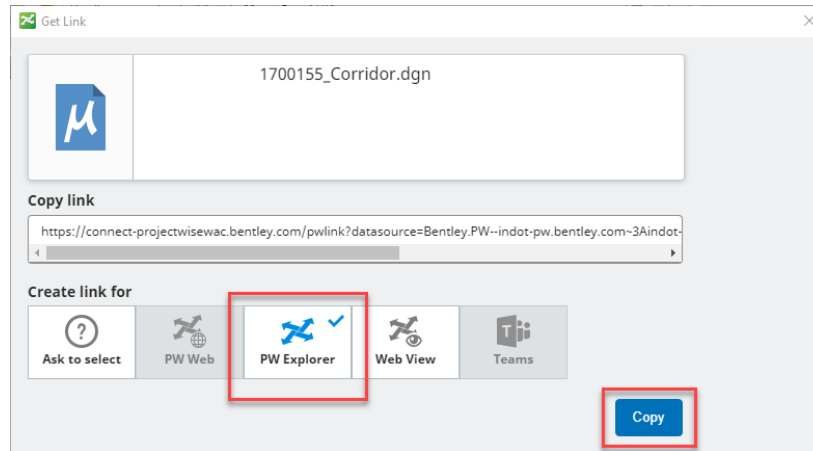 Get Link
1700155_Corridor.dgn
μ
Copy link
https://connect-projectwisewac.bentley.com/pwlink?datasource=Bentley.PW--indot-pw.bentley.com~3Aindot-
Create link for
Ask to select PW Web PW Explorer Web View Teams
Copy